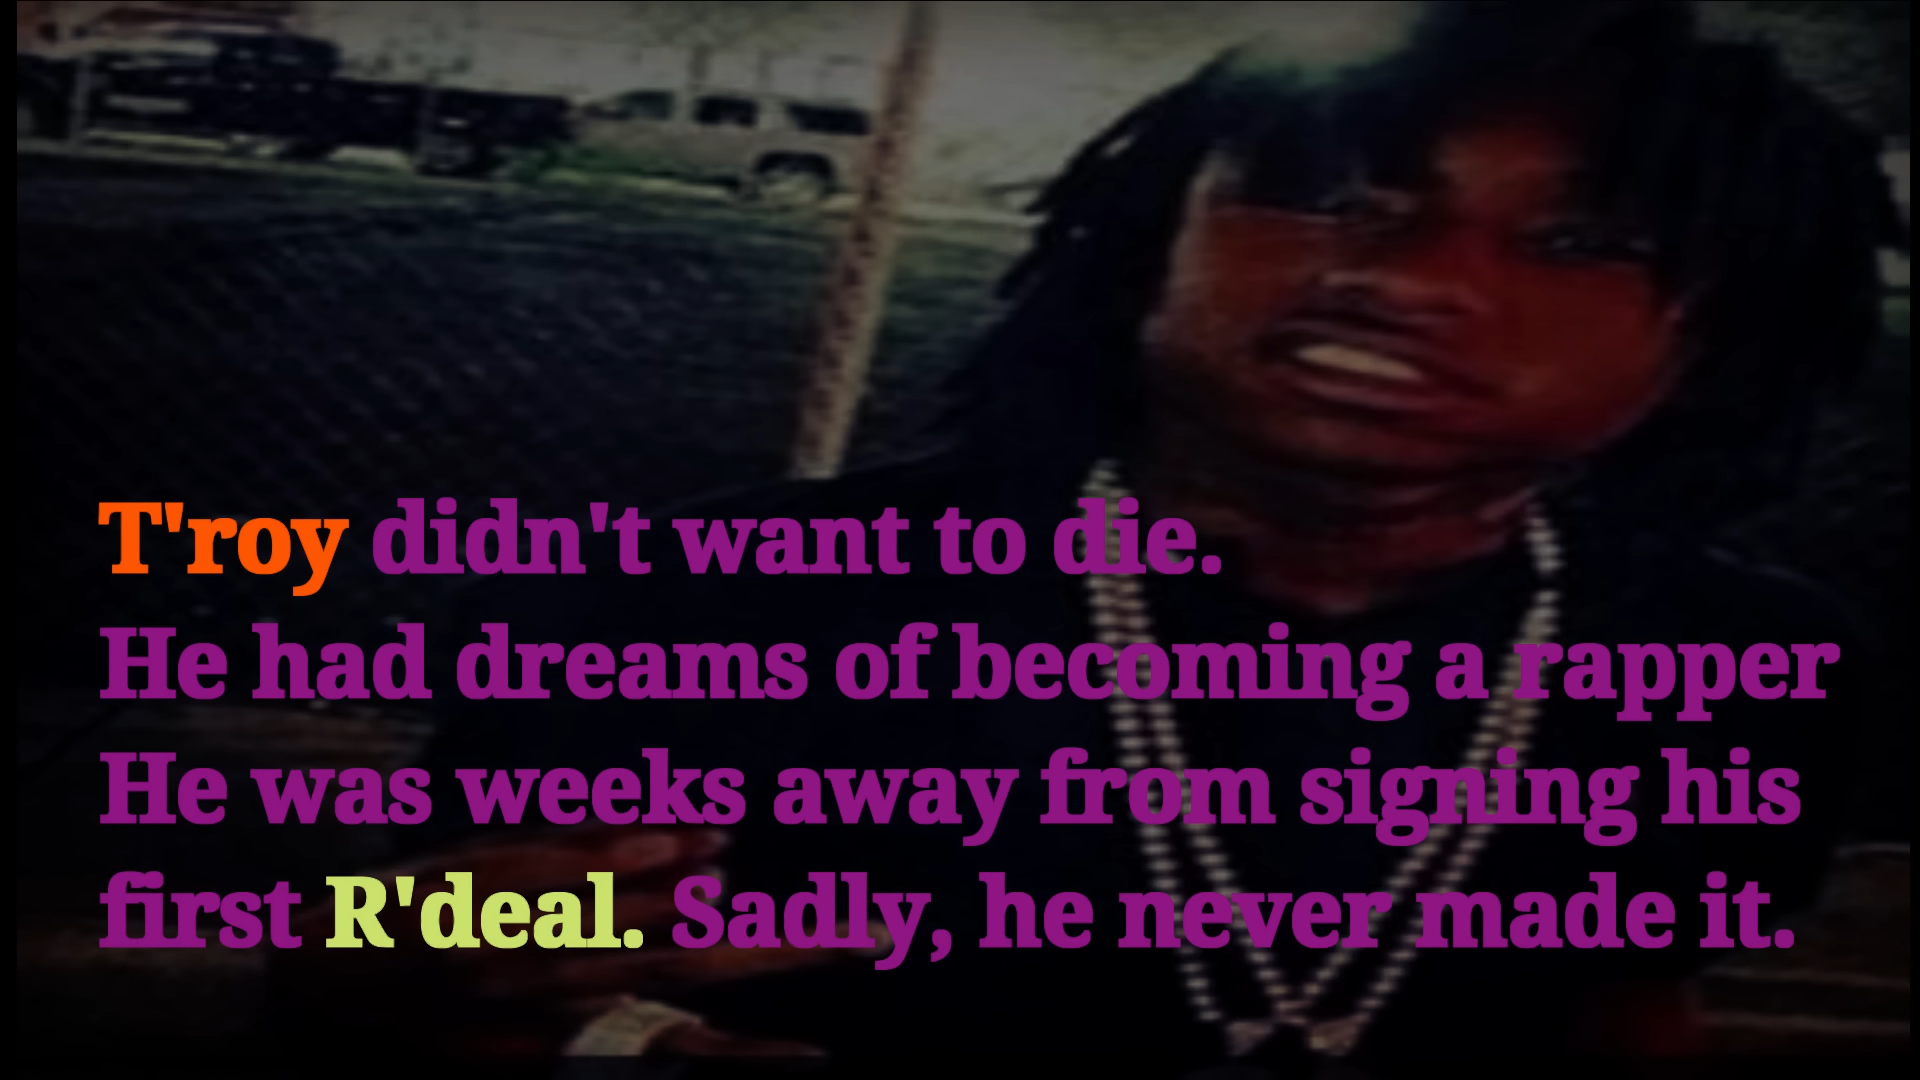 T'roy didn't want to die.
He had dreams of becoming a rapper
He was weeks away from signing his
first R'deal. Sadly, he never made it.